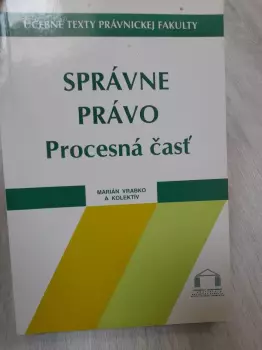 UČEBNÉ TEXTY PRÁVNICKEJ FAKULTY
SPRÁVNE
PRÁVO
Procesná časť
MARIÁN VRABKO
A KOLEKTÍV